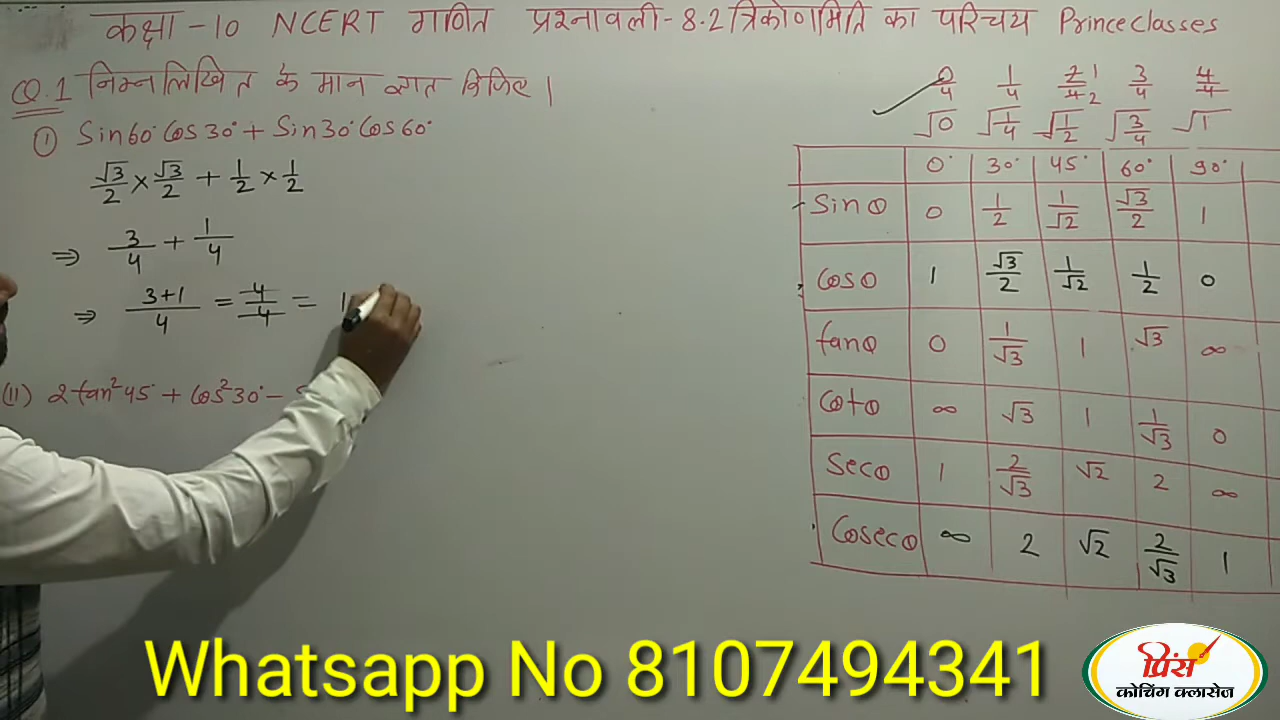 कक्षा -10 NCERT गणित प्रश्नावली-8.2 त्रिकोणमिति का परिचय Prince Classes
Q.1 निम्नलिखित के मान ज्ञात किजिए।
(i) Sin60° Cos30° + Sin30° Cos60°
√3/2 × √3/2 + 1/2 × 1/2
⇒ 3/4 + 1/4
⇒ 3+1/4 = 4/4 = 1
(II) 2 tan²45° + Cos²30° -
0/4 1/4 2/4 1/2 3/4 4/4
√0 √1/4 √1/2 √3/4 √1
0° 30° 45° 60° 90°
Sinθ 0 1/2 1/√2 √3/2 1
Cosθ 1 √3/2 1/√2 1/2 0
tanθ 0 1/√3 1 √3 ∞
Cotθ ∞ √3 1 1/√3 0
Secθ 1 2/√3 √2 2 ∞
Cosecθ ∞ 2 √2 2/√3 1
Whatsapp No 8107494341
प्रिंस
कोचिंग क्लासेज